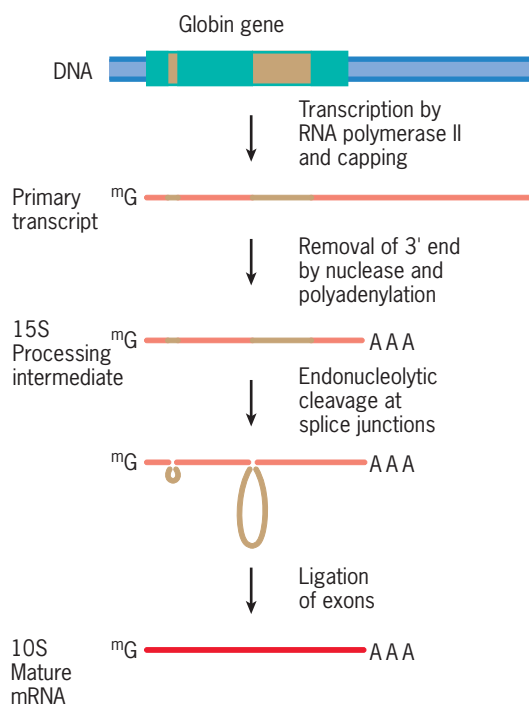 Globin gene
DNA
Transcription by
RNA polymerase II
and capping
Primary
transcript
mG
Removal of 3' end
by nuclease and
polyadenylation
15S
Processing
intermediate
mG
AAA
Endonucleolytic
cleavage at
splice junctions
mG
AAA
Ligation
of exons
10S
Mature
mRNA
mG
AAA